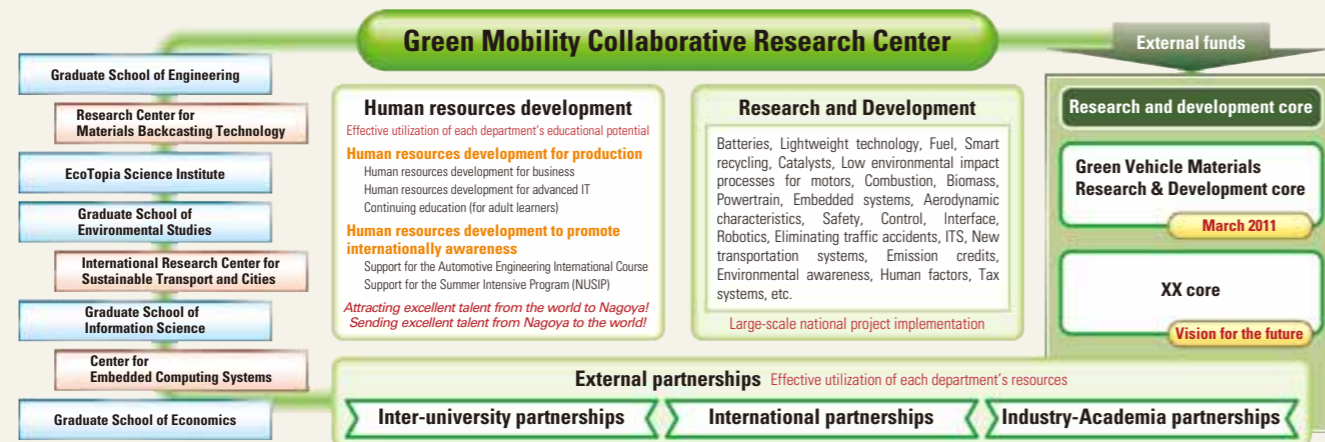 Green Mobility Collaborative Research Center
External funds
Graduate School of Engineering
Research Center for
Materials Backcasting Technology
EcoTopia Science Institute
Graduate School of
Environmental Studies
International Research Center for
Sustainable Transport and Cities
Graduate School of
Information Science
Center for
Embedded Computing Systems
Graduate School of Economics
Human resources development
Effective utilization of each department's educational potential
Human resources development for production
Human resources development for business
Human resources development for advanced IT
Continuing education (for adult learners)
Human resources development to promote
internationally awareness
Support for the Automotive Engineering International Course
Support for the Summer Intensive Program (NUSIP)
Attracting excellent talent from the world to Nagoya!
Sending excellent talent from Nagoya to the world!
Research and Development
Batteries, Lightweight technology, Fuel, Smart
recycling, Catalysts, Low environmental impact
processes for motors, Combustion, Biomass,
Powertrain, Embedded systems, Aerodynamic
characteristics, Safety, Control, Interface,
Robotics, Eliminating traffic accidents, ITS, New
transportation systems, Emission credits,
Environmental awareness, Human factors, Tax
systems, etc.
Large-scale national project implementation
Research and development core
Green Vehicle Materials
Research & Development core
March 2011
XX core
Vision for the future
External partnerships Effective utilization of each department's resources
Inter-university partnerships
International partnerships
Industry-Academia partnerships